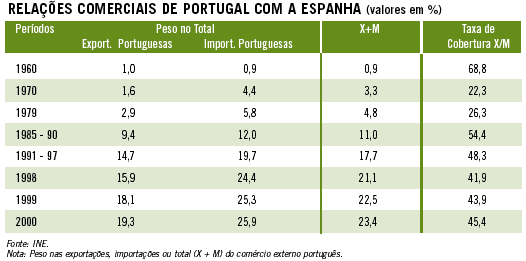 RELAÇÕES COMERCIAIS DE PORTUGAL COM A ESPANHA (valores em %)
Períodos Peso no Total X+M Taxa de
Export. Portuguesas Import. Portuguesas Cobertura X/M
1960 1,0 0,9 0,9 68,8
1970 1,6 4,4 3,3 22,3
1979 2,9 5,8 4,8 26,3
1985 - 90 9,4 12,0 11,0 54,4
1991 - 97 14,7 19,7 17,7 48,3
1998 15,9 24,4 21,1 41,9
1999 18,1 25,3 22,5 43,9
2000 19,3 25,9 23,4 45,4
Fonte: INE.
Nota: Peso nas exportações, importações ou total (X + M) do comércio externo português.